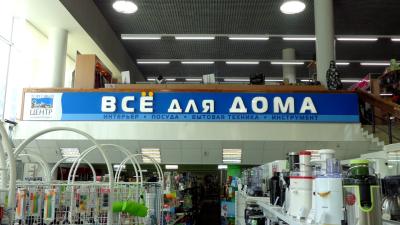 ЦЕНТР
ВСЁ ДЛЯ ДОМА
ИНТЕРЬЕР • ПОСУДА • БЫТОВАЯ ТЕХНИКА • ИНСТРУМЕНТ